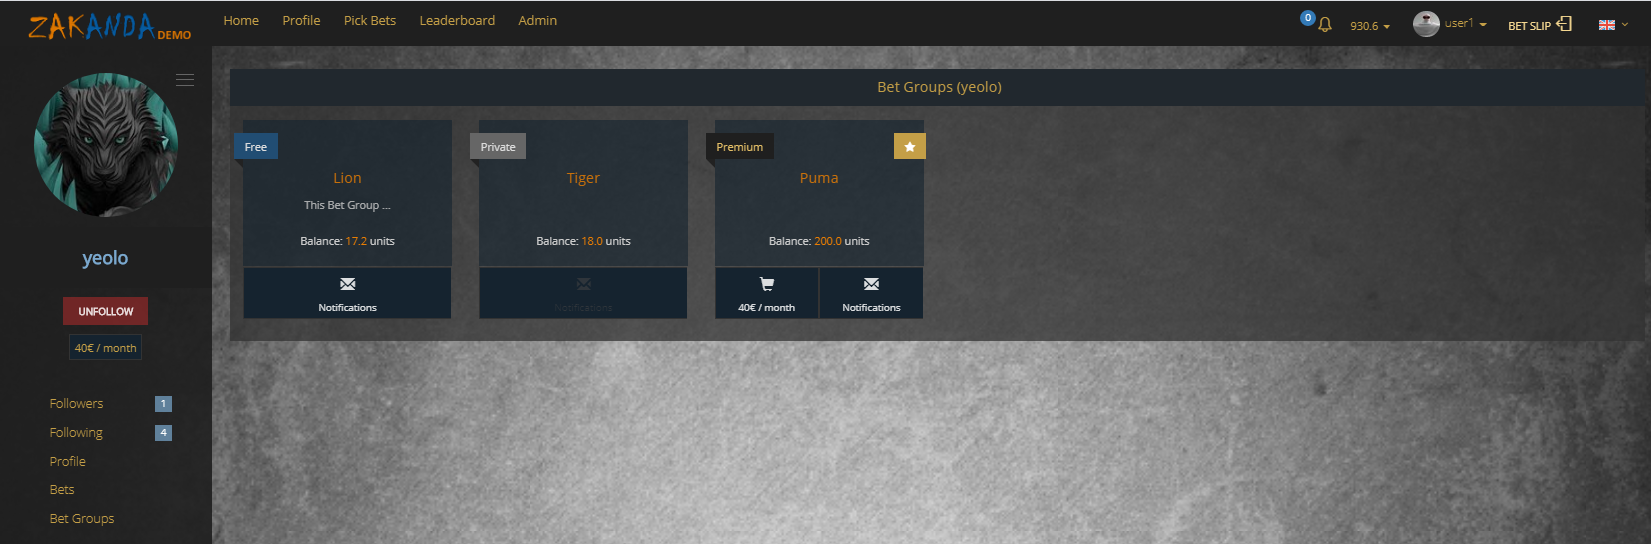 ZAKANDA DEMO
Home Profile Pick Bets Leaderboard Admin
0 930.6 user1 BET SLIP
Bet Groups (yeolo)
Free
Lion
This Bet Group ...
Balance: 17.2 units
Notifications
Private
Tiger
Balance: 18.0 units
Notifications
Premium
Puma
Balance: 200.0 units
40€ / month
Notifications
yeolo
UNFOLLOW
40€ / month
Followers 1
Following 4
Profile
Bets
Bet Groups